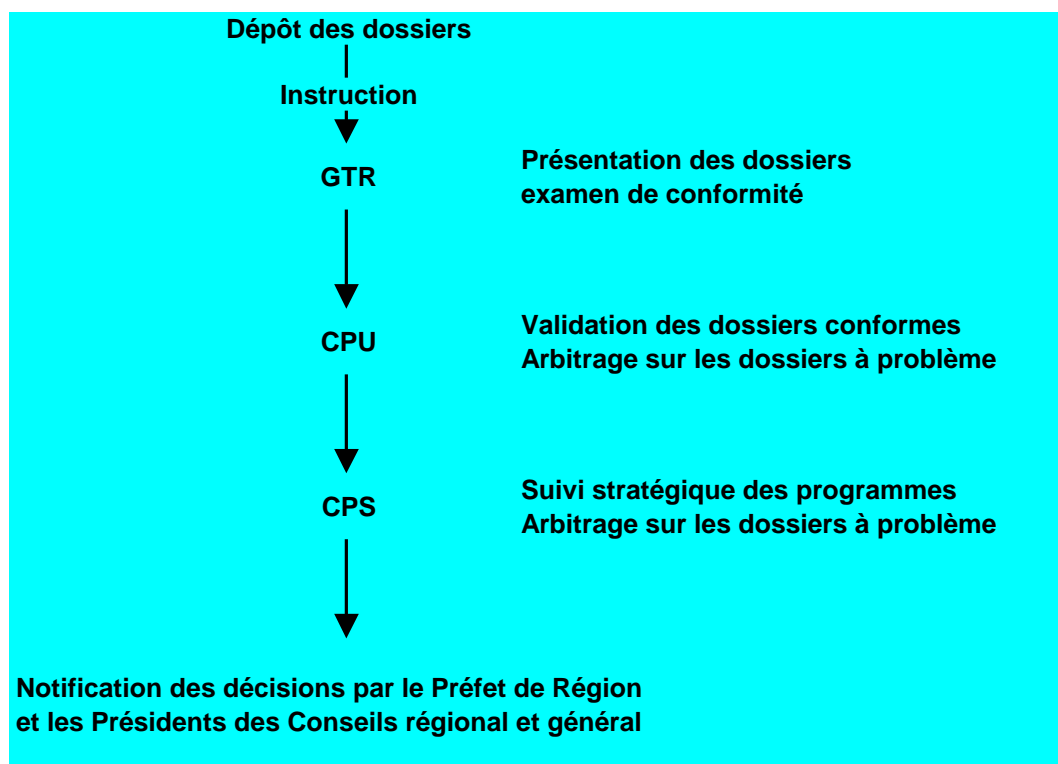 Dépôt des dossiers
Instruction
GTR
Présentation des dossiers
examen de conformité
CPU
Validation des dossiers conformes
Arbitrage sur les dossiers à problème
CPS
Suivi stratégique des programmes
Arbitrage sur les dossiers à problème
Notification des décisions par le Préfet de Région
et les Présidents des Conseils régional et général